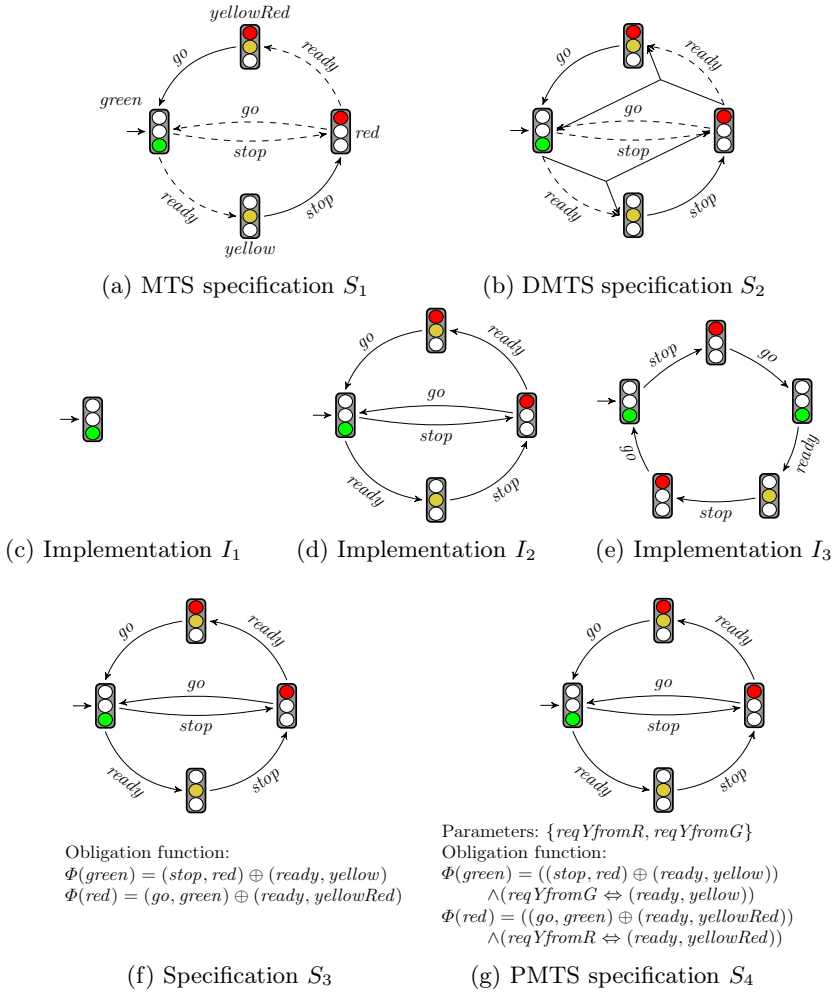 yellowRed
go
ready
green
go
stop
red
ready
stop
yellow
(a) MTS specification S₁
go
ready
go
stop
ready
stop
(b) DMTS specification S₂
(c) Implementation I₁
go
ready
go
stop
ready
stop
(d) Implementation I₂
stop
go
ready
go
stop
(e) Implementation I₃
go
ready
go
stop
ready
stop
Obligation function:
Φ(green) = (stop, red) ⊕ (ready, yellow)
Φ(red) = (go, green) ⊕ (ready, yellowRed)
(f) Specification S₃
go
ready
go
stop
ready
stop
Parameters: {reqYfromR, reqYfromG}
Obligation function:
Φ(green) = ((stop, red) ⊕ (ready, yellow))
∧(reqYfromG ⇔ (ready, yellow))
Φ(red) = ((go, green) ⊕ (ready, yellowRed))
∧(reqYfromR ⇔ (ready, yellowRed))
(g) PMTS specification S₄